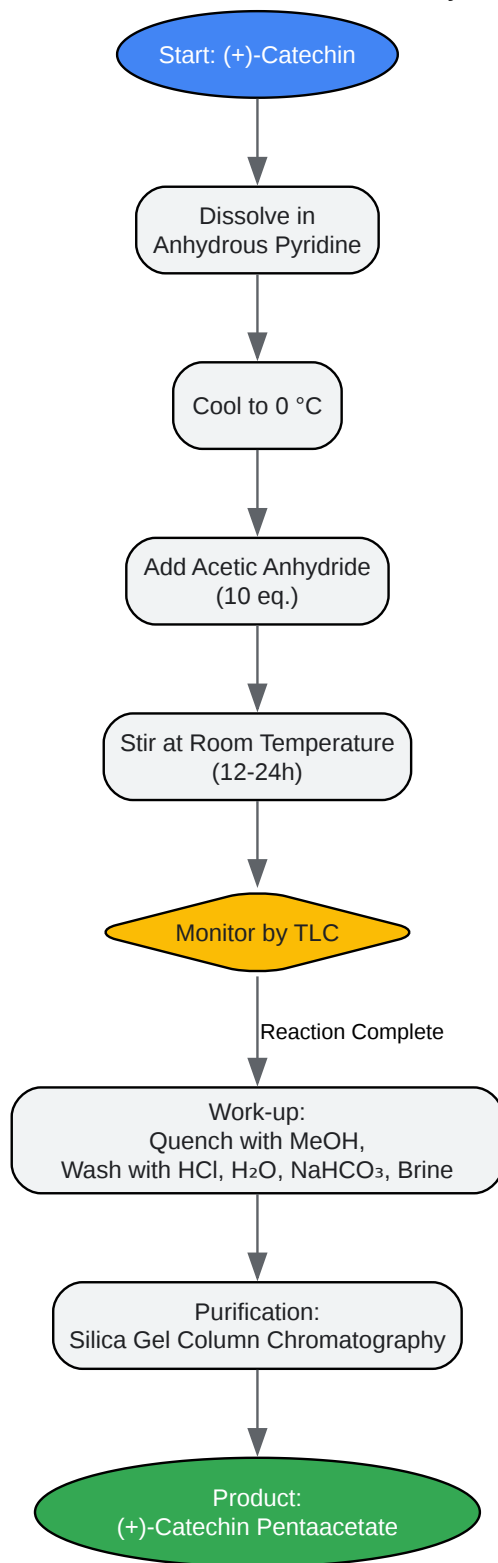 Start: (+)-Catechin
Dissolve in
Anhydrous Pyridine
Cool to 0 °C
Add Acetic Anhydride
(10 eq.)
Stir at Room Temperature
(12-24h)
Monitor by TLC
Reaction Complete
Work-up:
Quench with MeOH,
Wash with HCl, H₂O, NaHCO₃, Brine
Purification:
Silica Gel Column Chromatography
Product:
(+)-Catechin Pentaacetate